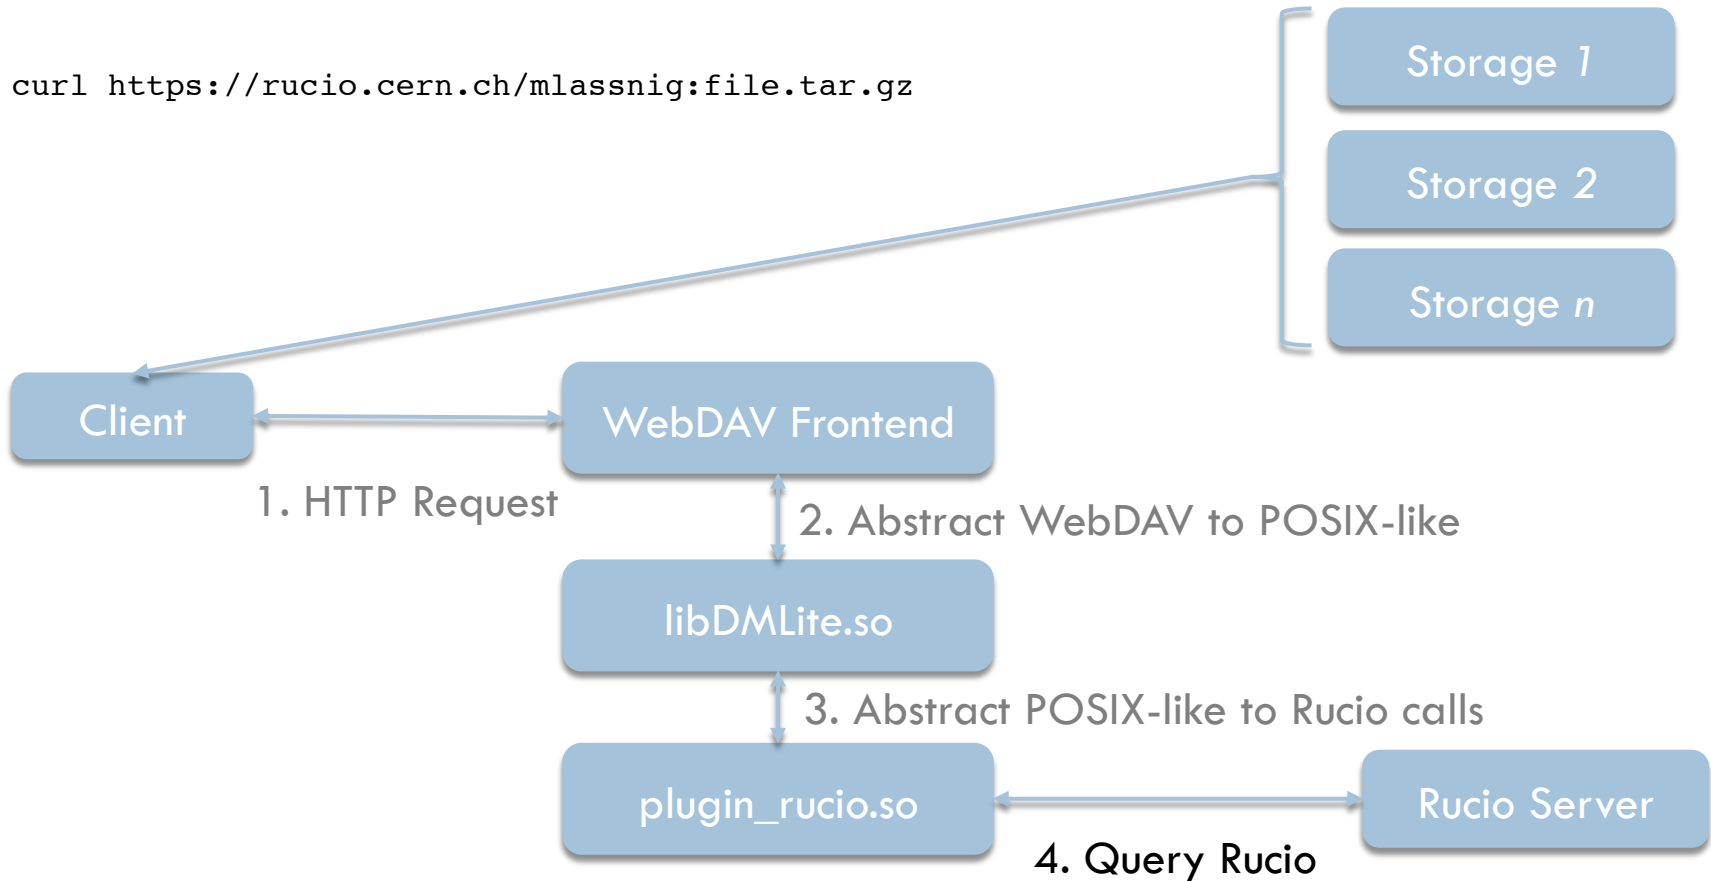 curl https://rucio.cern.ch/mlassnig:file.tar.gz
Storage 1
Storage 2
Storage n
Client
WebDAV Frontend
1. HTTP Request
2. Abstract WebDAV to POSIX-like
libDMLite.so
3. Abstract POSIX-like to Rucio calls
plugin_rucio.so
Rucio Server
4. Query Rucio